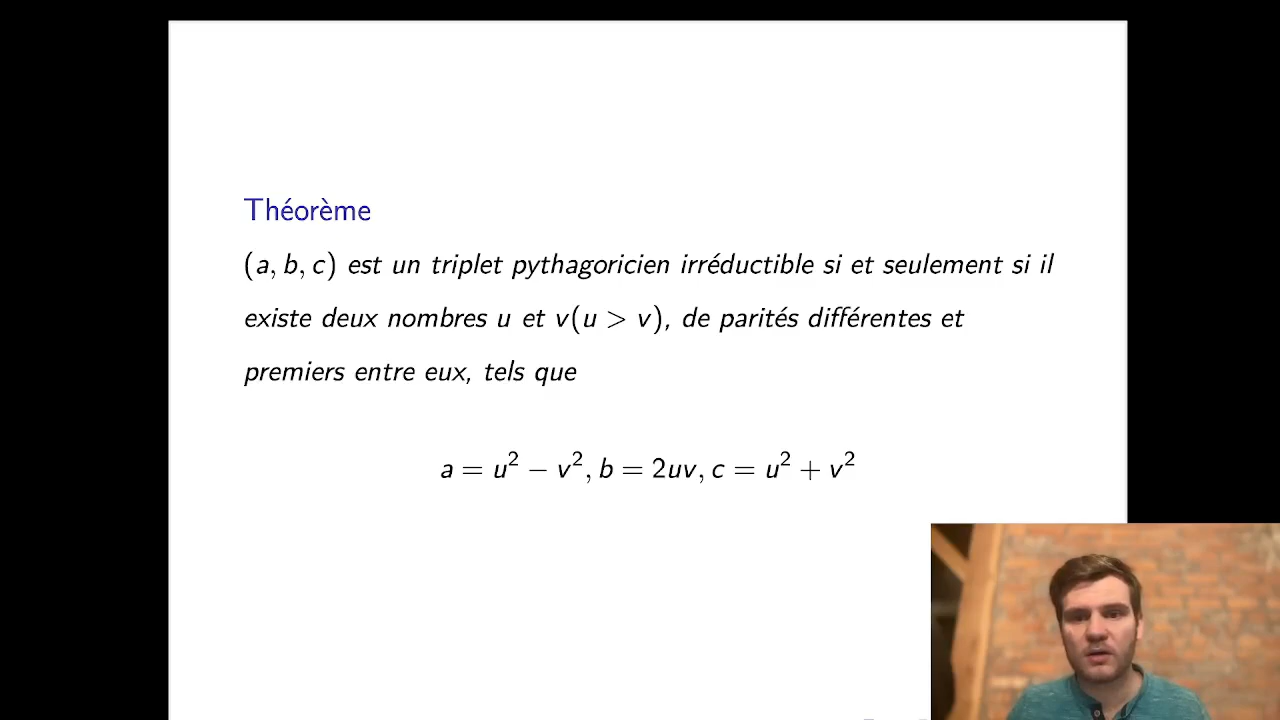 Théorème
(a, b, c) est un triplet pythagoricien irréductible si et seulement si il
existe deux nombres u et v(u > v), de parités différentes et
premiers entre eux, tels que
a = u² − v², b = 2uv, c = u² + v²